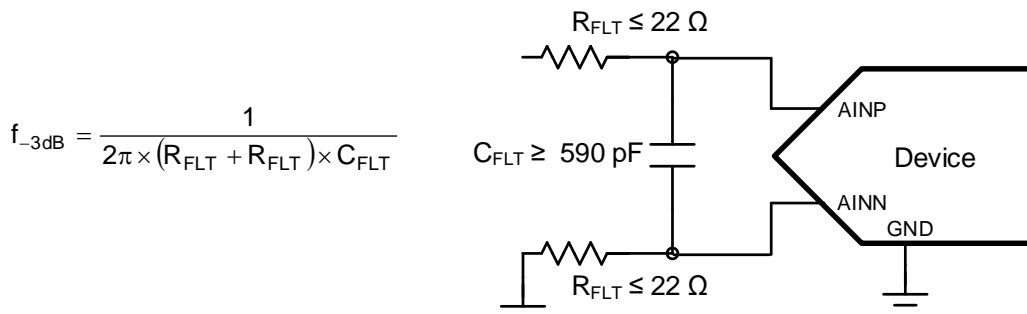 R_FLT ≤ 22 Ω
f_-3dB = 1 / 2π × (R_FLT + R_FLT) × C_FLT
C_FLT ≥ 590 pF
AINP
Device
AINN
GND
R_FLT ≤ 22 Ω